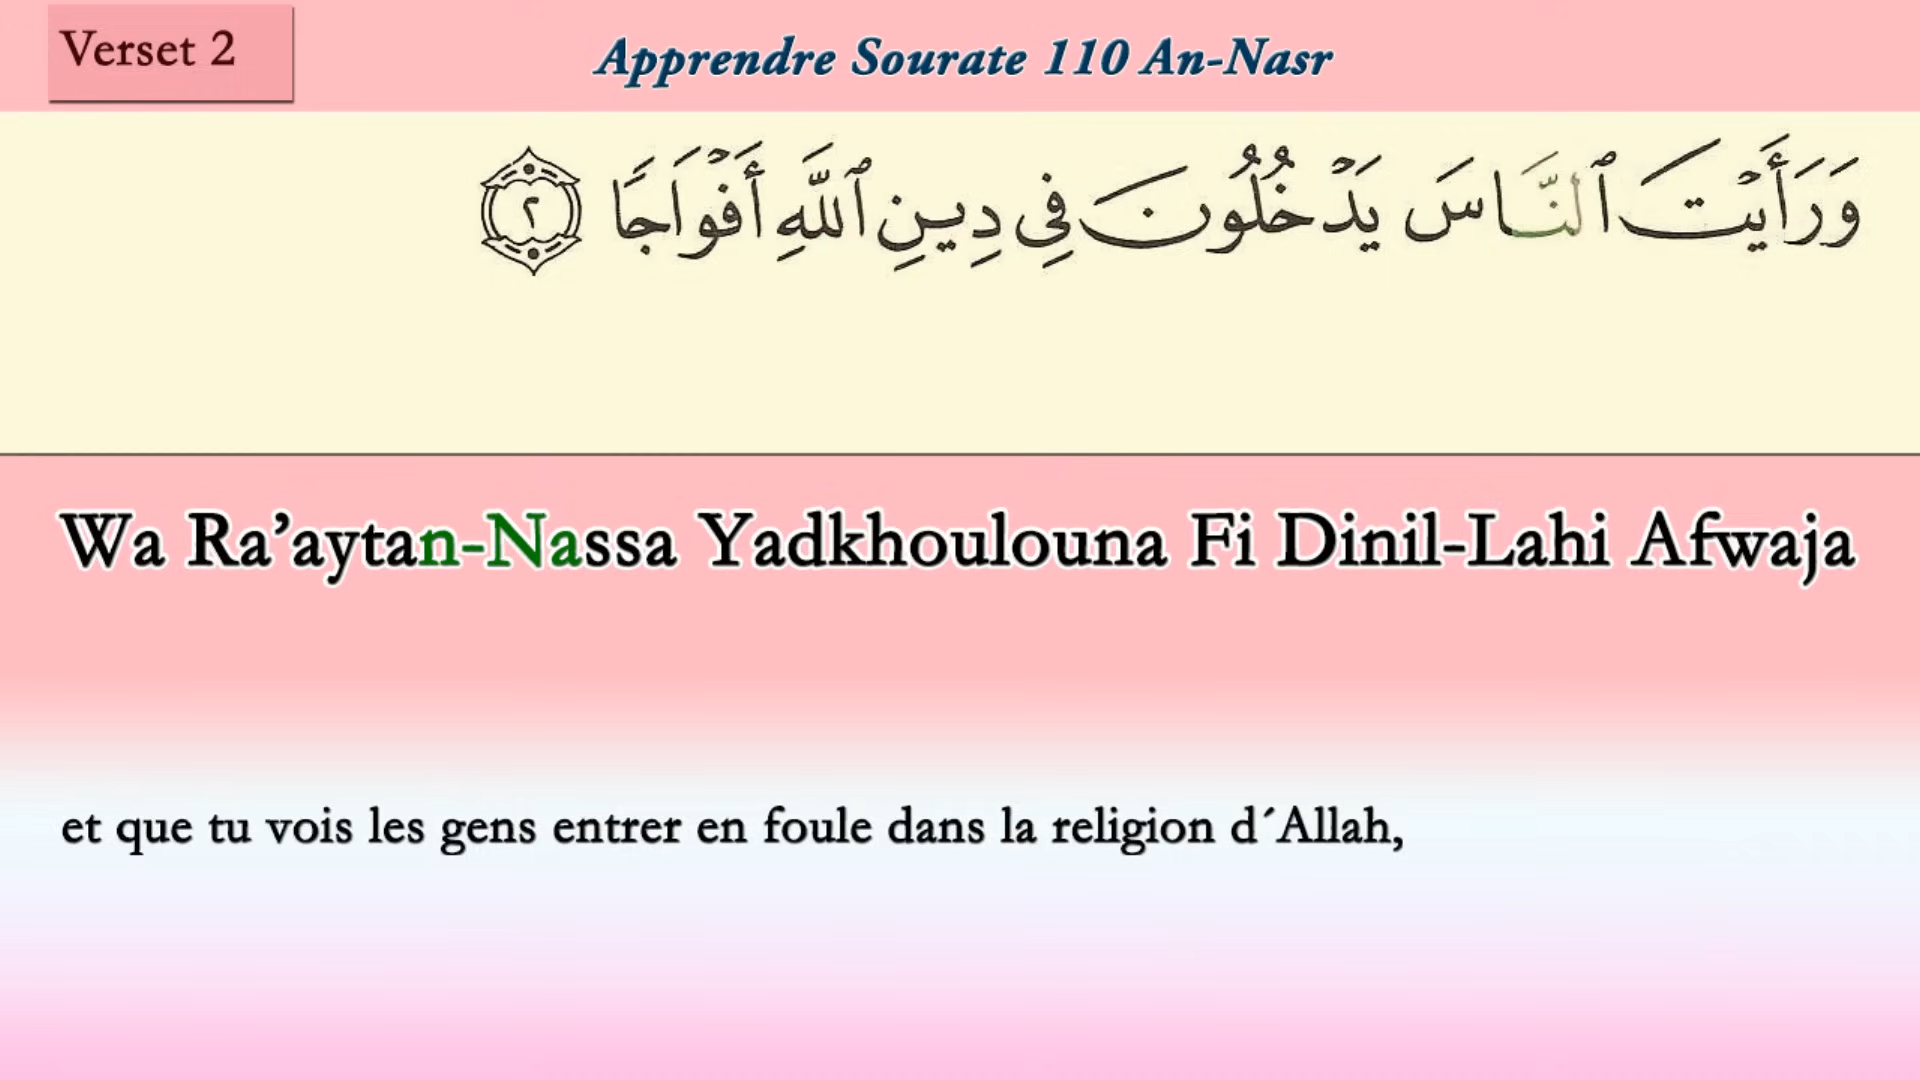 Verset 2
Apprendre Sourate 110 An-Nasr
وَرَأَيْتَ ٱلنَّاسَ يَدْخُلُونَ فِى دِينِ ٱللَّهِ أَفْوَاجًا ٢
Wa Ra’aytan-Nassa Yadkhoulouna Fi Dinil-Lahi Afwaja
et que tu vois les gens entrer en foule dans la religion d´Allah,